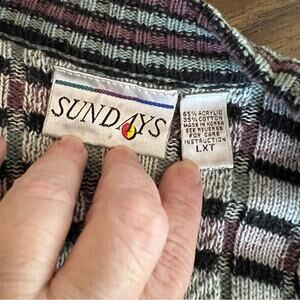 SUNDAYS
65% ACRYLIC
35% COTTON
MADE IN KOREA
SEE REVERSE
FOR CARE
INSTRUCTION
LXT